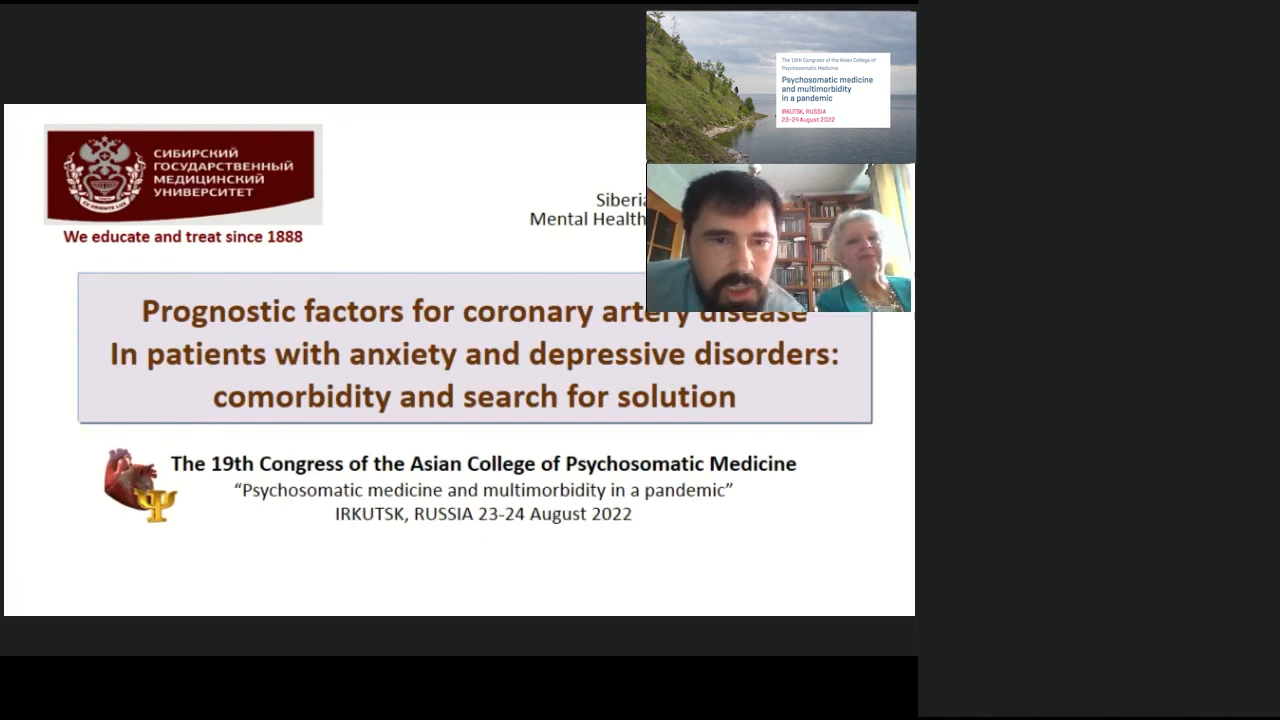 The 19th Congress of the Asian College of
Psychosomatic Medicine
Psychosomatic medicine
and multimorbidity
in a pandemic
IRKUTSK, RUSSIA
23-24 August 2022
СИБИРСКИЙ
ГОСУДАРСТВЕННЫЙ
МЕДИЦИНСКИЙ
УНИВЕРСИТЕТ
We educate and treat since 1888
Siberia
Mental Health
Prognostic factors for coronary artery disease
In patients with anxiety and depressive disorders:
comorbidity and search for solution
The 19th Congress of the Asian College of Psychosomatic Medicine
“Psychosomatic medicine and multimorbidity in a pandemic”
IRKUTSK, RUSSIA 23-24 August 2022